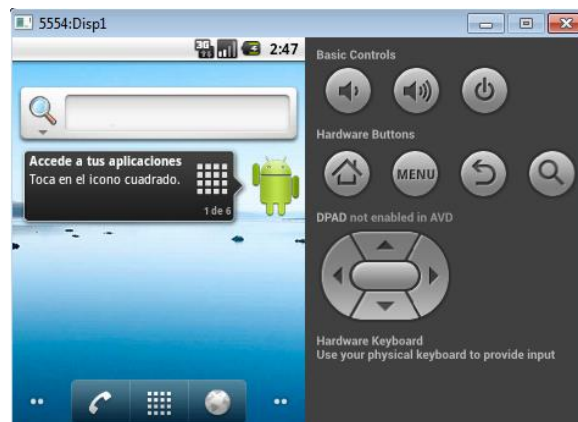 5554:Disp1
3G
2:47
Accede a tus aplicaciones
Toca en el icono cuadrado.
1 de 6
Basic Controls
Hardware Buttons
MENU
DPAD not enabled in AVD
Hardware Keyboard
Use your physical keyboard to provide input